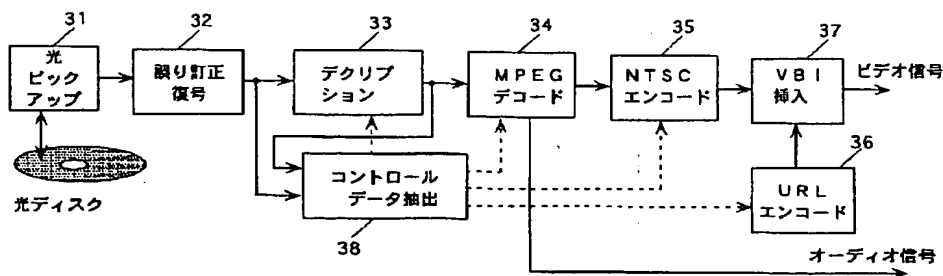 31
光
ピック
アップ
光ディスク
32
誤り訂正
復号
33
デクリプ
ション
34
MPEG
デコード
35
NTSC
エンコード
37
VBI
挿入
ビデオ信号
36
URL
エンコード
コントロール
データ抽出
38
オーディオ信号